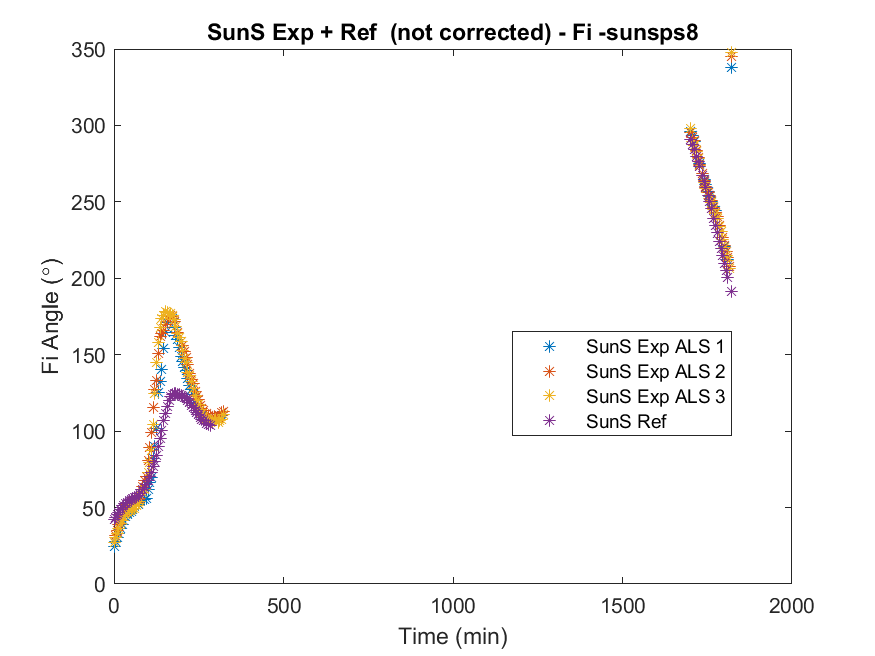 SunS Exp + Ref  (not corrected) - Fi -sunsps8
350
300
250
200
150
100
50
0
Fi Angle (°)
SunS Exp ALS 1
SunS Exp ALS 2
SunS Exp ALS 3
SunS Ref
0 500 1000 1500 2000
Time (min)